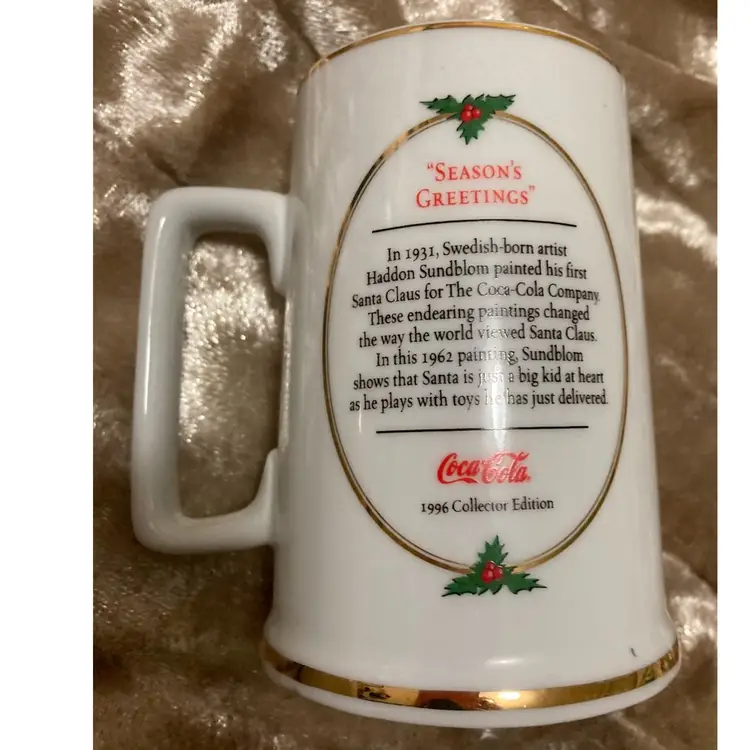 "SEASON'S
GREETINGS"
In 1931, Swedish-born artist
Haddon Sundblom painted his first
Santa Claus for The Coca-Cola Company.
These endearing paintings changed
the way the world viewed Santa Claus.
In this 1962 painting, Sundblom
shows that Santa is just a big kid at heart
as he plays with toys he has just delivered.
Coca-Cola
1996 Collector Edition